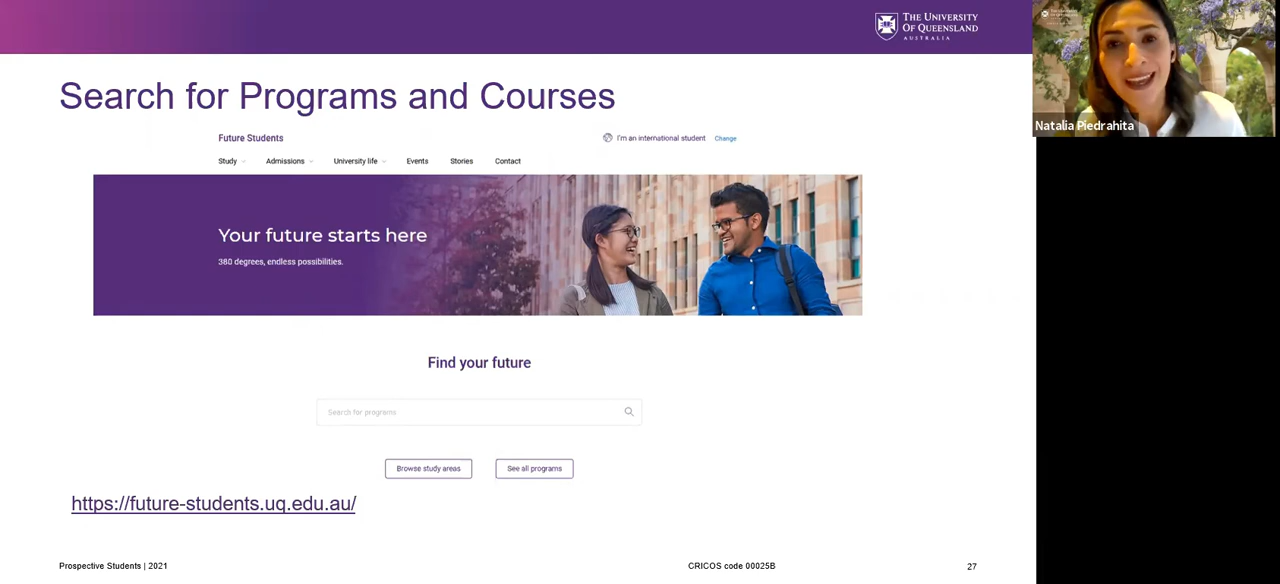 THE UNIVERSITY
OF QUEENSLAND
AUSTRALIA
Search for Programs and Courses
Future Students
I'm an international student Change
Study Admissions University life Events Stories Contact
Your future starts here
380 degrees, endless possibilities.
Find your future
Search for programs
Browse study areas See all programs
https://future-students.uq.edu.au/
Prospective Students | 2021 CRICOS code 00025B 27
Natalia Piedrahita